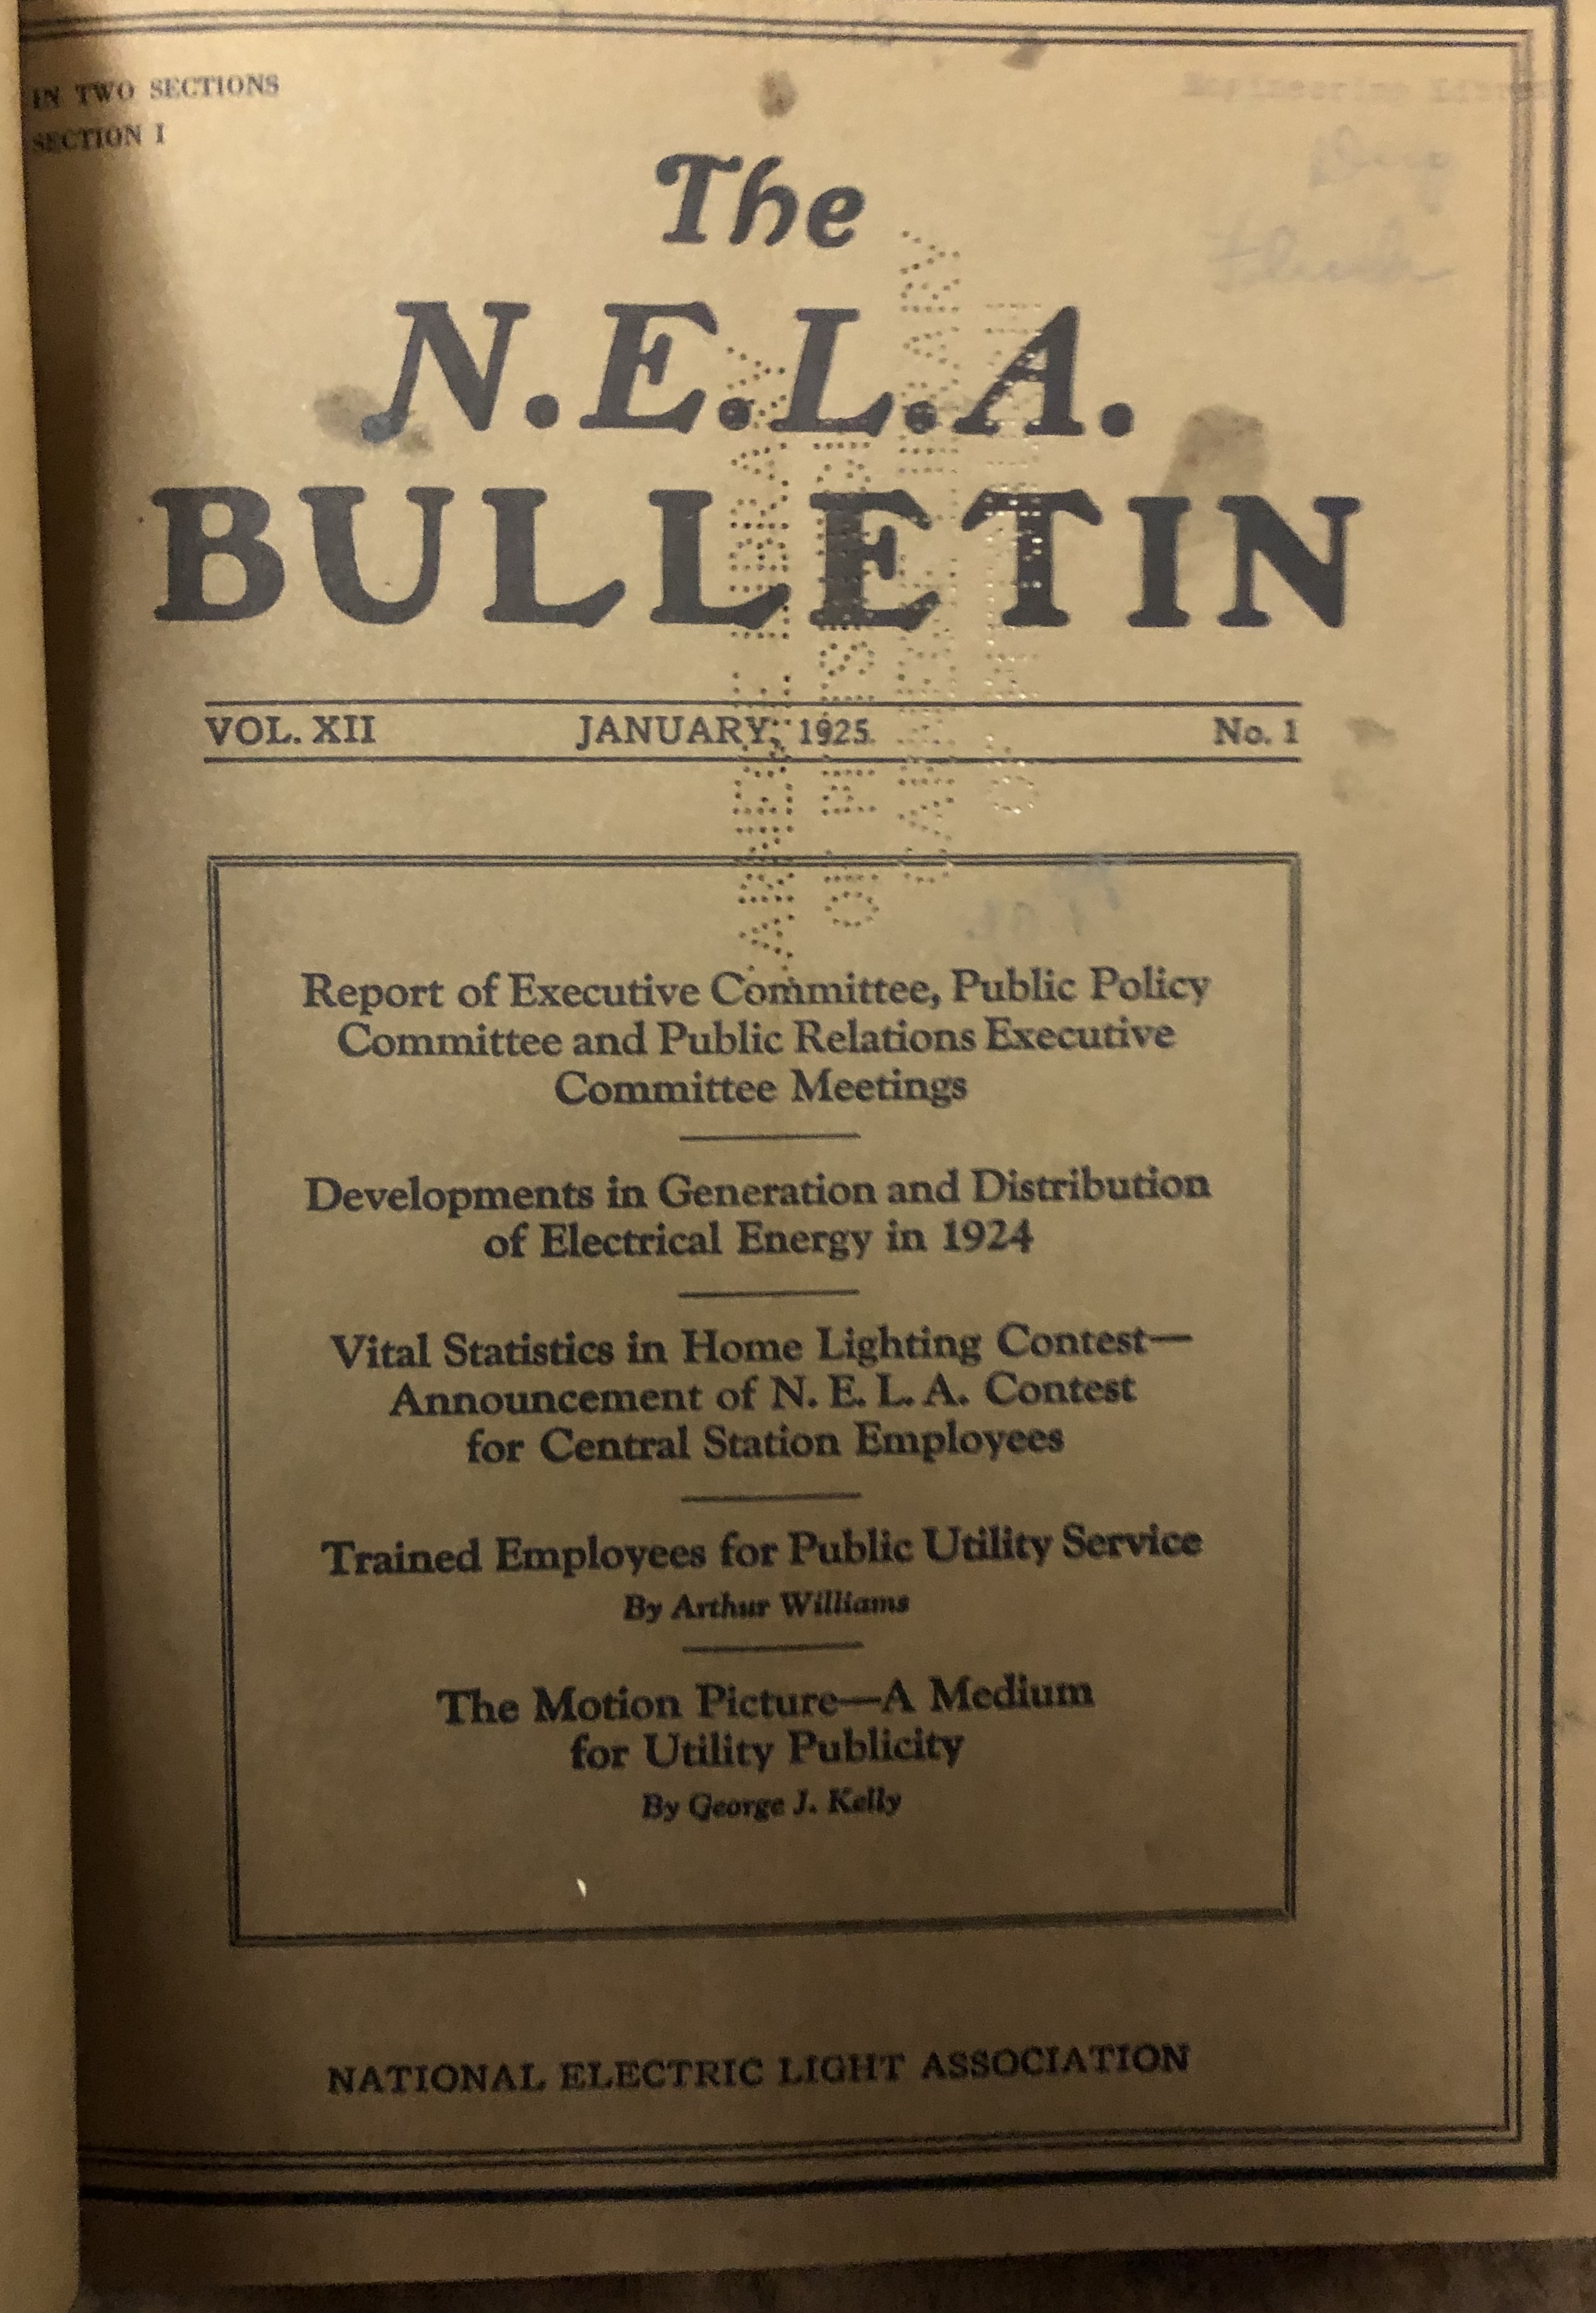 IN TWO SECTIONS
SECTION I
The
N.E.L.A.
BULLETIN
VOL. XII JANUARY, 1925 No. 1
Report of Executive Committee, Public Policy
Committee and Public Relations Executive
Committee Meetings
Developments in Generation and Distribution
of Electrical Energy in 1924
Vital Statistics in Home Lighting Contest—
Announcement of N. E. L. A. Contest
for Central Station Employees
Trained Employees for Public Utility Service
By Arthur Williams
The Motion Picture—A Medium
for Utility Publicity
By George J. Kelly
NATIONAL ELECTRIC LIGHT ASSOCIATION